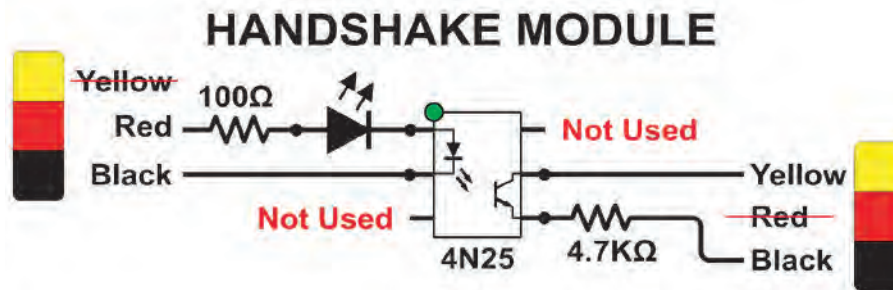 HANDSHAKE MODULE
Yellow
100Ω
Red
Not Used
Black
Yellow
Not Used
Red
4N25
4.7KΩ
Black